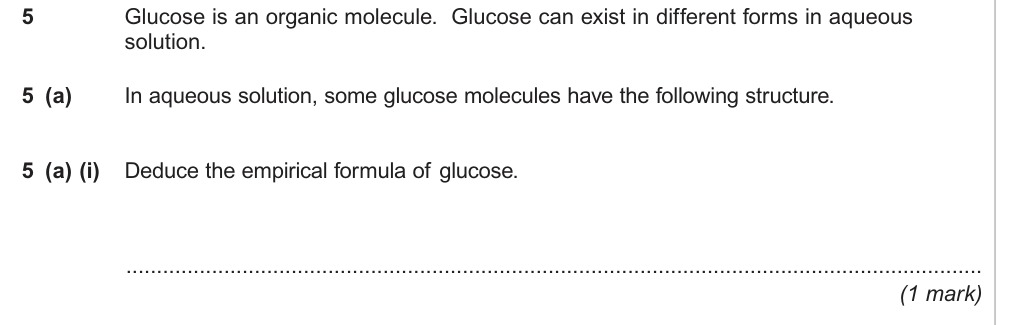 5 Glucose is an organic molecule. Glucose can exist in different forms in aqueous
solution.
5 (a) In aqueous solution, some glucose molecules have the following structure.
5 (a) (i) Deduce the empirical formula of glucose.
(1 mark)